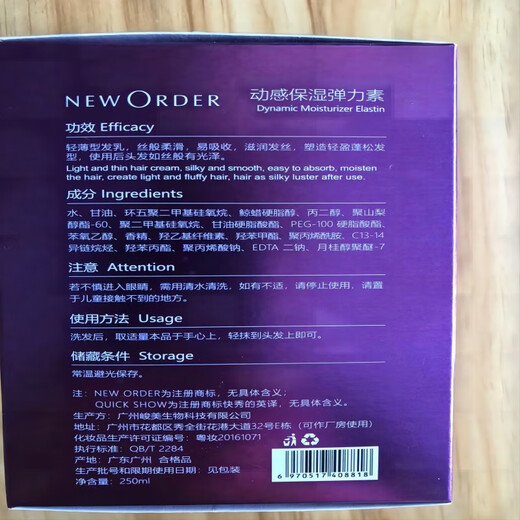 NEW ORDER 动感保湿弹力素
Dynamic Moisturizer Elastin
功效 Efficacy
轻薄型发乳，丝般柔滑，易吸收，滋润发丝，塑造轻盈蓬松发
型，使用后头发如丝般有光泽。
Light and thin hair cream, silky and smooth, easy to absorb, moisten
the hair, create light and fluffy hair, hair as silky luster after use.
成分 Ingredients
水、甘油、环五聚二甲基硅氧烷、鲸蜡硬脂醇、丙二醇、聚山梨
醇酯-60、聚二甲基硅氧烷、甘油硬脂酸酯、PEG-100 硬脂酸酯、
苯氧乙醇、香精、羟乙基纤维素、羟苯甲酯、聚丙烯酰胺、C13-14
异链烷烃、羟苯丙酯、聚丙烯酸钠、EDTA 二钠、月桂醇聚醚-7
注意 Attention
若不慎进入眼睛，需用清水清洗，如有不适，请停止使用，请置
于儿童接触不到的地方。
使用方法 Usage
洗发后，取适量本品于手心上，轻抹到头发上即可。
储藏条件 Storage
常温避光保存。
注：NEW ORDER为注册商标，无具体含义。
QUICK SHOW为注册商标快秀的英译，无具体含义。
生产方：广州峻美生物科技有限公司
地址：广州市花都区秀全街花港大道32号E栋（可作厂房使用）
化妆品生产许可证编号：粤妆20161071
执行标准：QB/T 2284
产地：广东广州 合格品
生产批号和限期使用日期：见包装
净含量：250ml
6 970517 408818